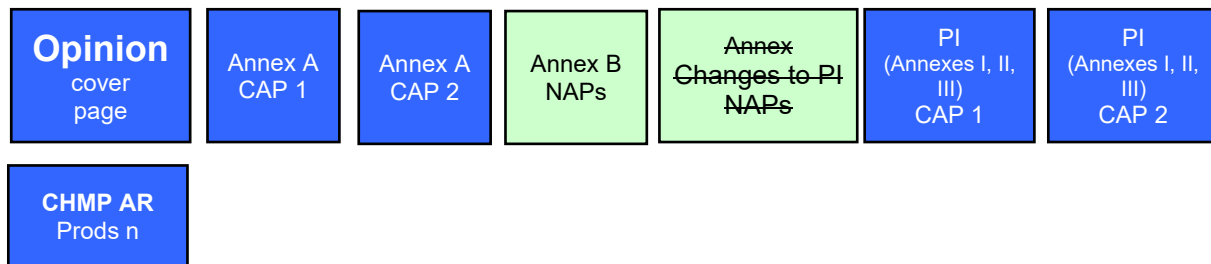 Opinion
cover
page
Annex A
CAP 1
Annex A
CAP 2
Annex B
NAPs
Annex
Changes to PI
NAPs
PI
(Annexes I, II,
III)
CAP 1
PI
(Annexes I, II,
III)
CAP 2
CHMP AR
Prods n